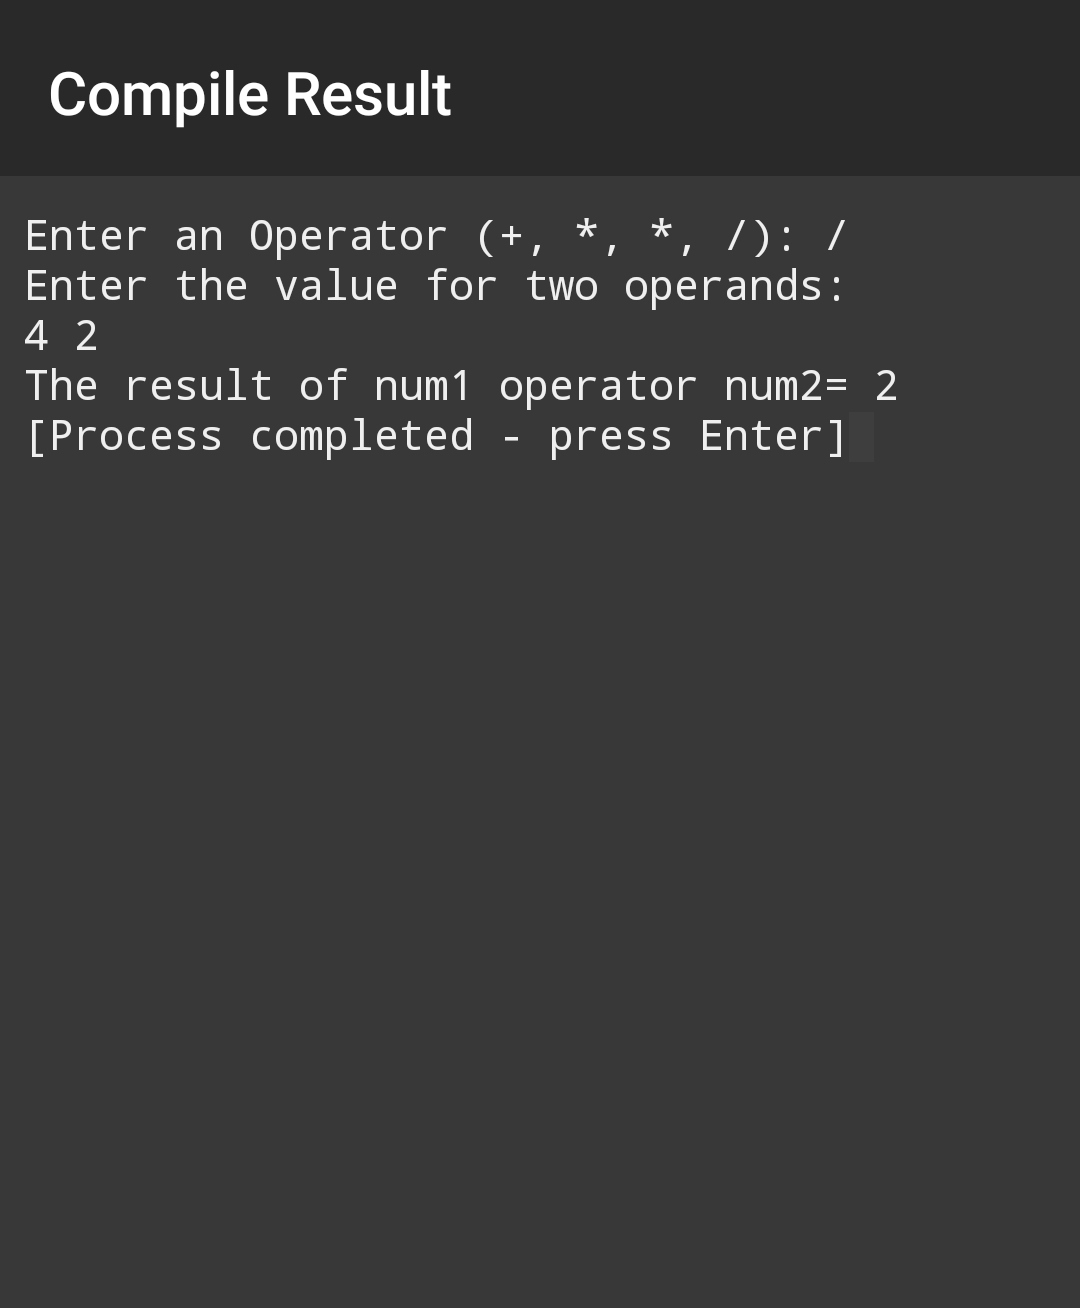 Compile Result
Enter an Operator (+, *, *, /): /
Enter the value for two operands:
4 2
The result of num1 operator num2= 2
[Process completed - press Enter]